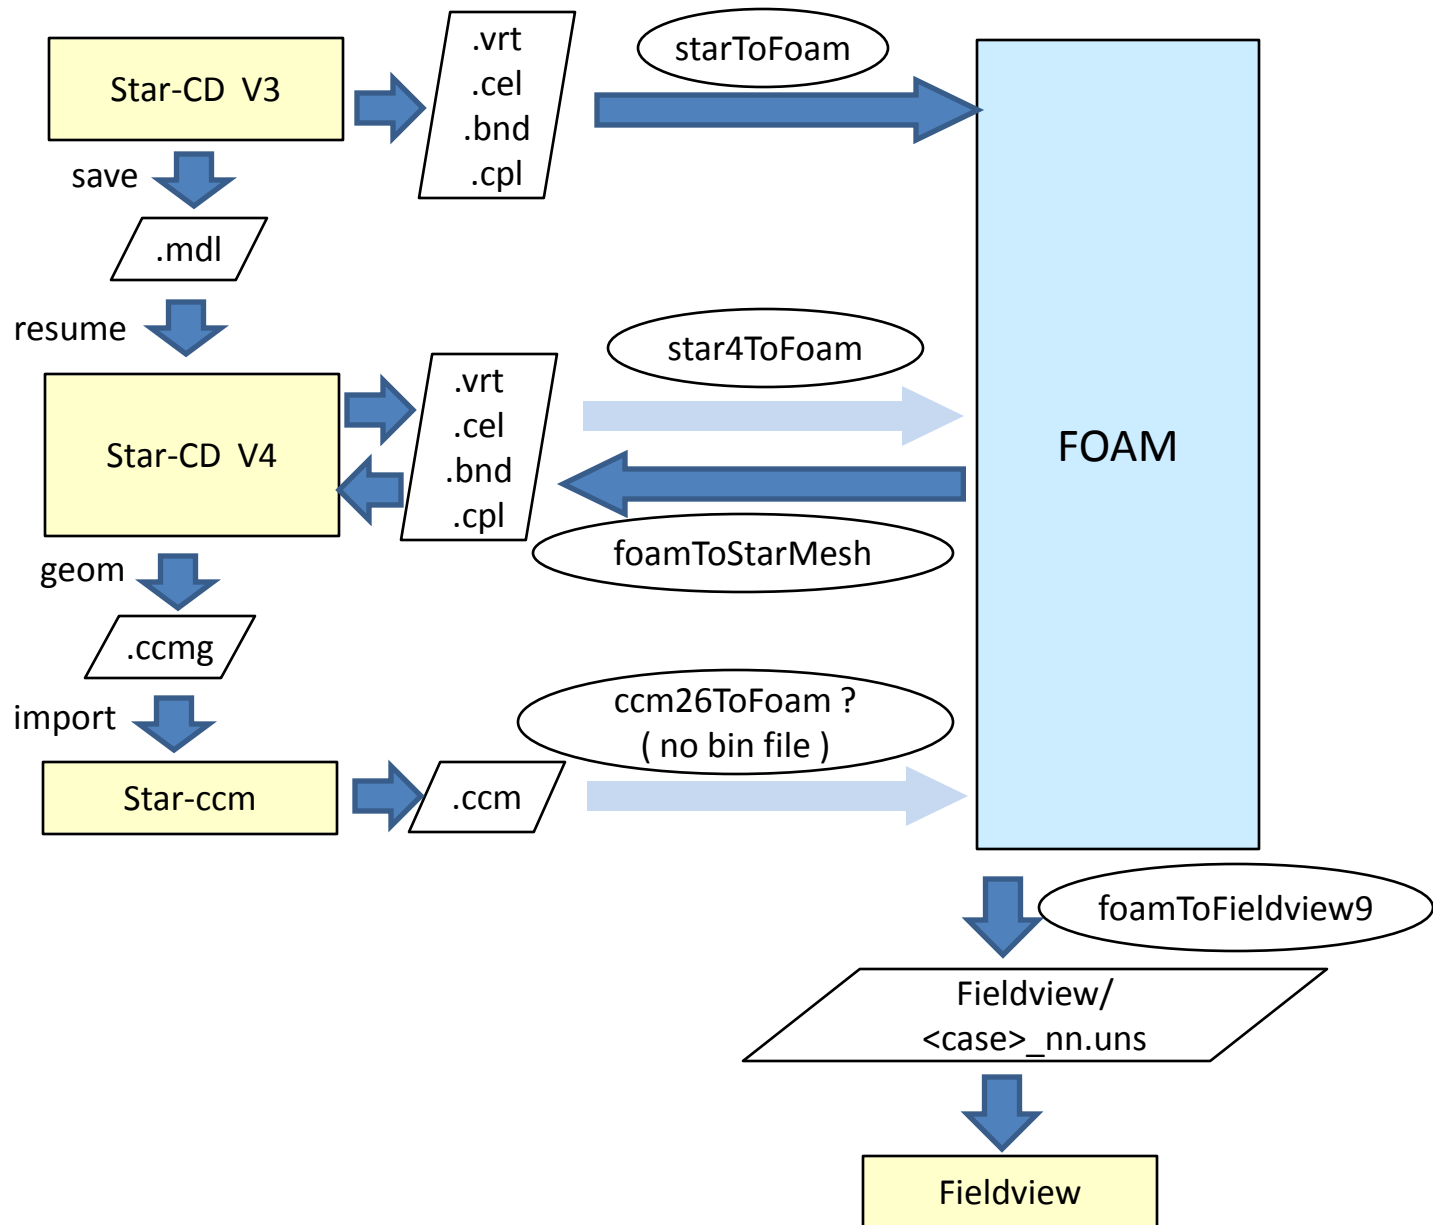 Star-CD V3
.vrt
.cel
.bnd
.cpl
starToFoam
save
.mdl
resume
Star-CD V4
.vrt
.cel
.bnd
.cpl
star4ToFoam
foamToStarMesh
FOAM
geom
.ccmg
import
Star-ccm
.ccm
ccm26ToFoam ?
( no bin file )
foamToFieldview9
Fieldview/
<case>_nn.uns
Fieldview